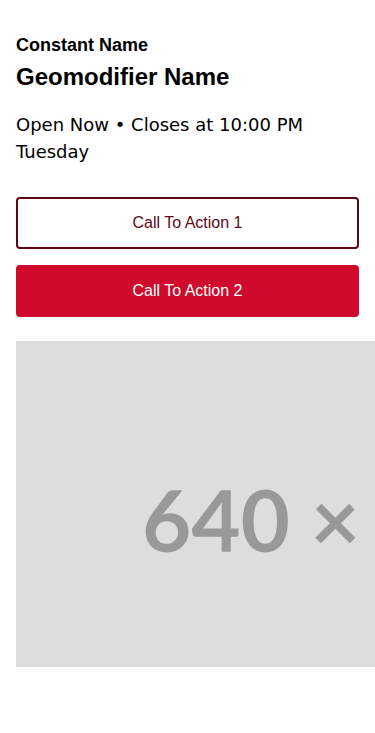 Constant Name
Geomodifier Name
Open Now • Closes at 10:00 PM
Tuesday
Call To Action 1
Call To Action 2
640 ×